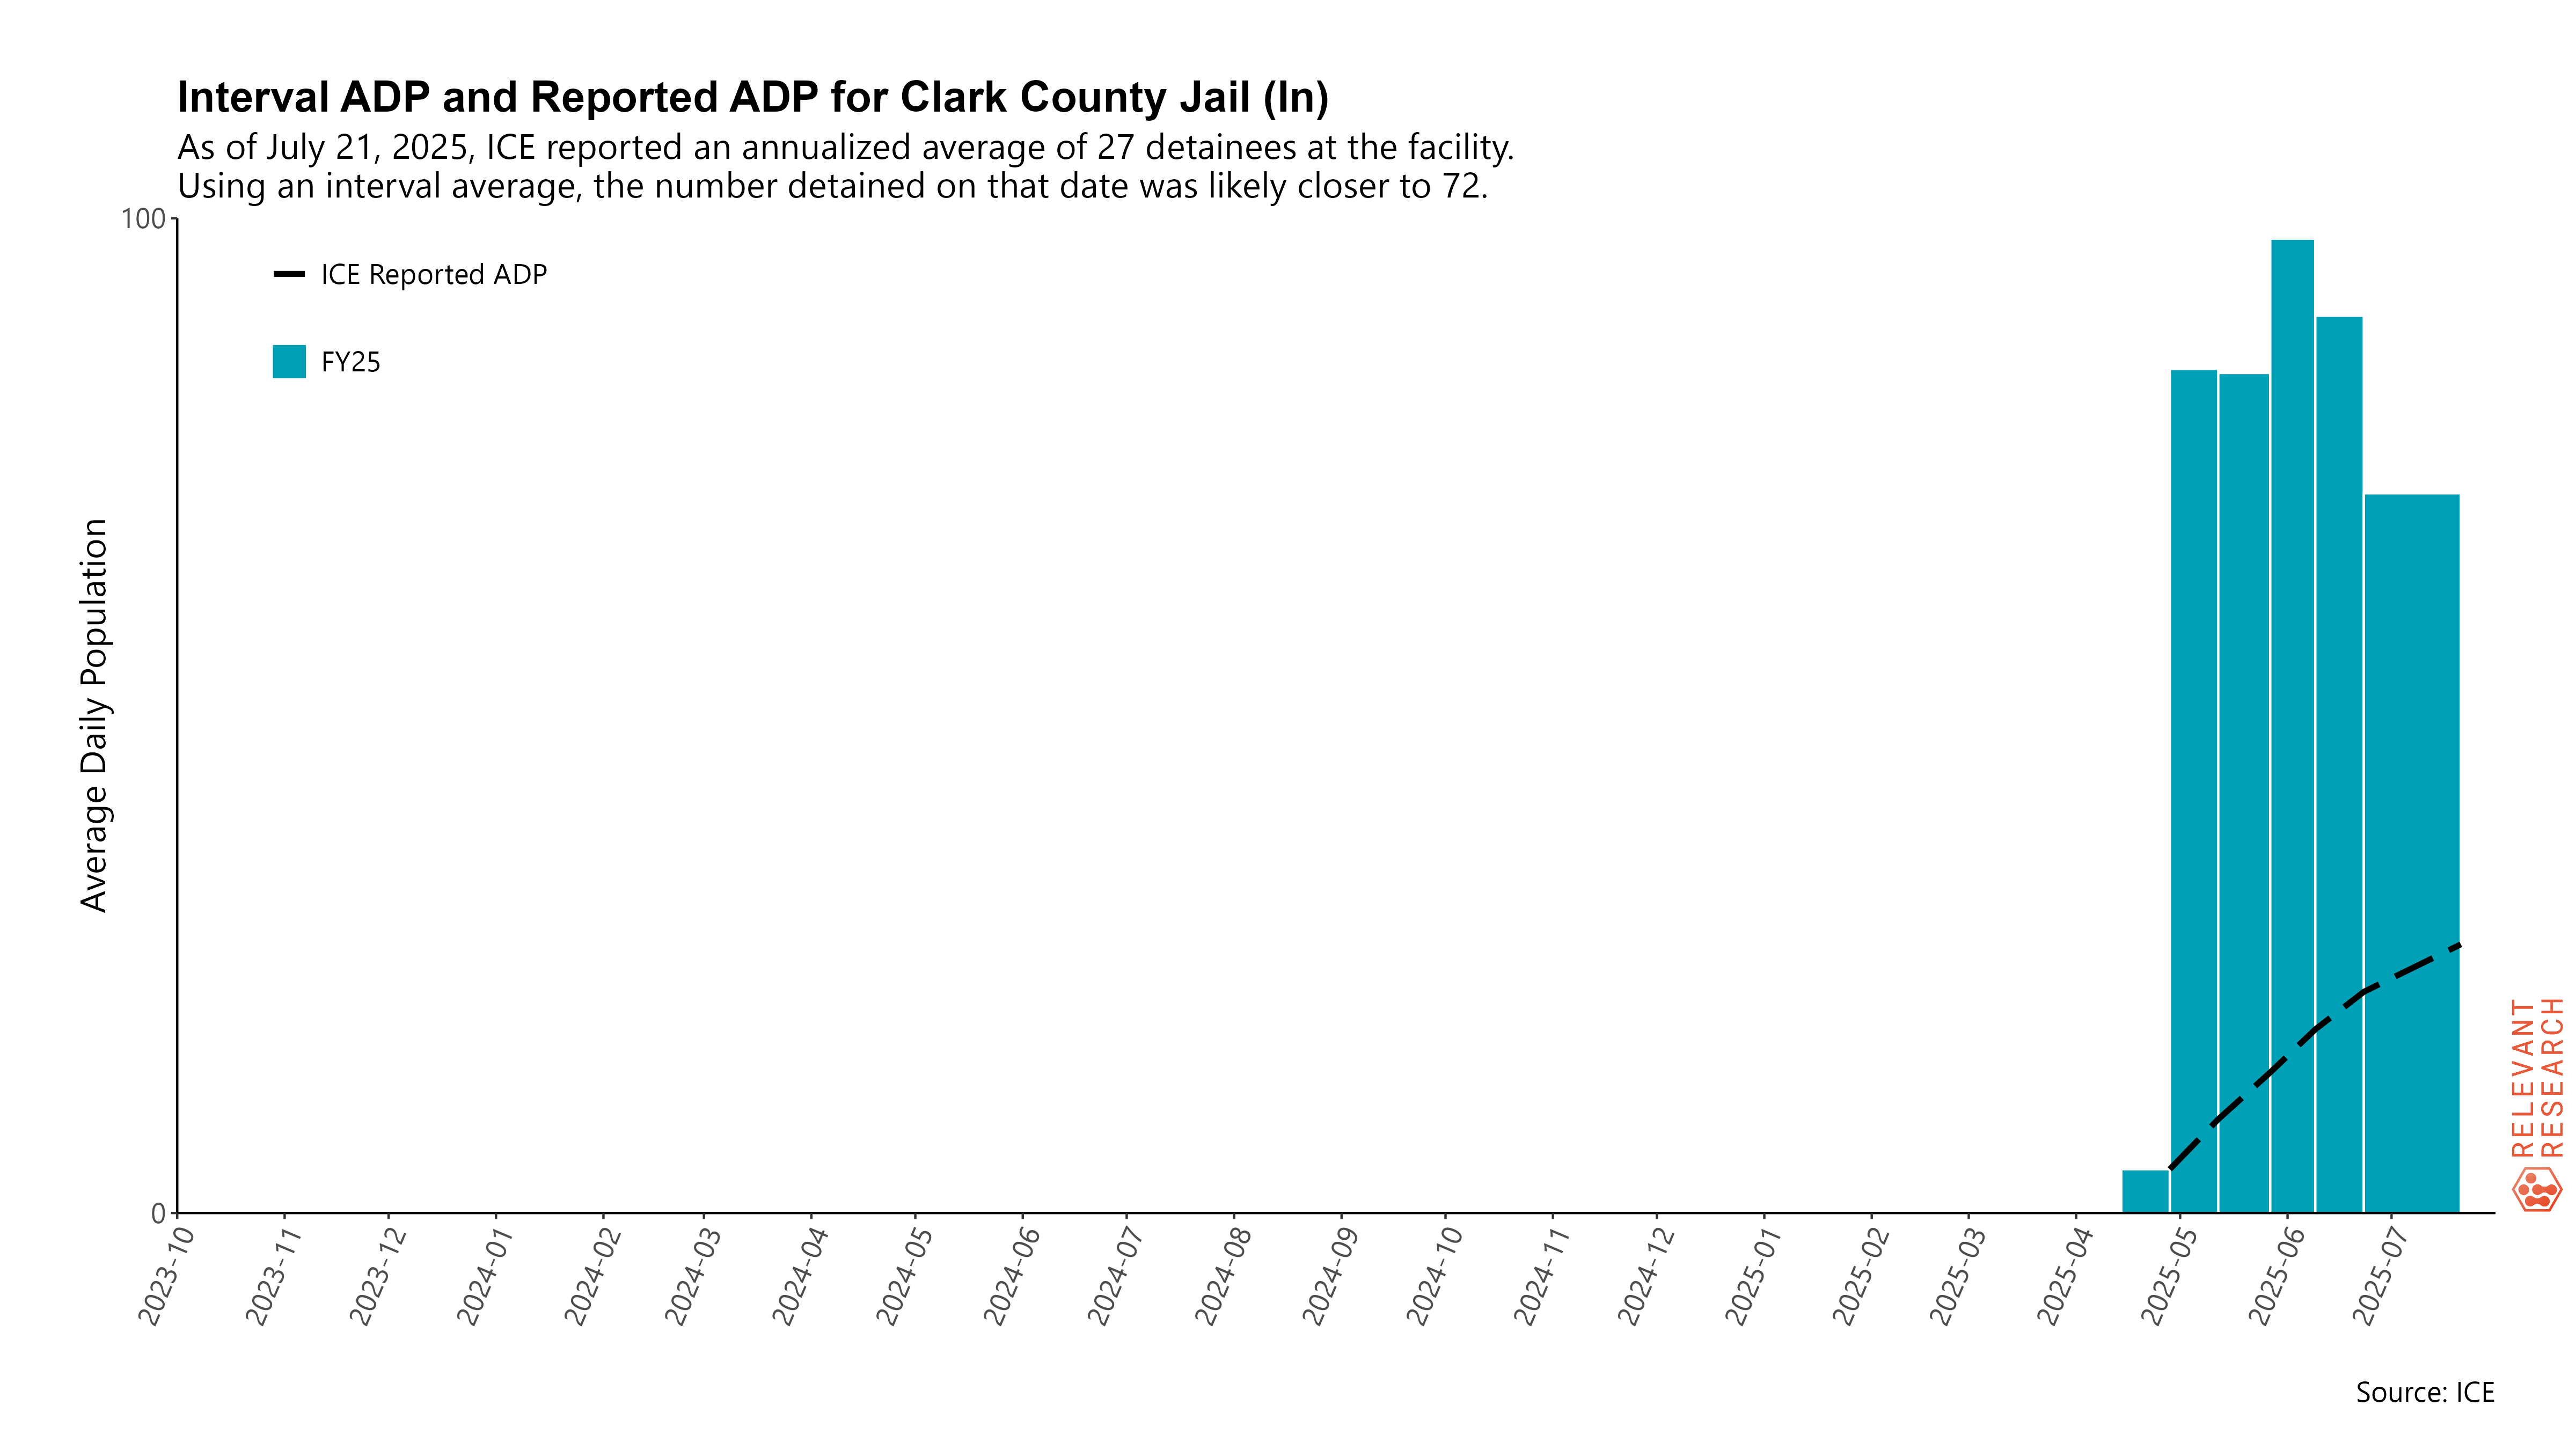 Interval ADP and Reported ADP for Clark County Jail (In)
As of July 21, 2025, ICE reported an annualized average of 27 detainees at the facility.
Using an interval average, the number detained on that date was likely closer to 72.
100
ICE Reported ADP
FY25
Average Daily Population
0
2023-10
2023-11
2023-12
2024-01
2024-02
2024-03
2024-04
2024-05
2024-06
2024-07
2024-08
2024-09
2024-10
2024-11
2024-12
2025-01
2025-02
2025-03
2025-04
2025-05
2025-06
2025-07
RELEVANT
RESEARCH
Source: ICE